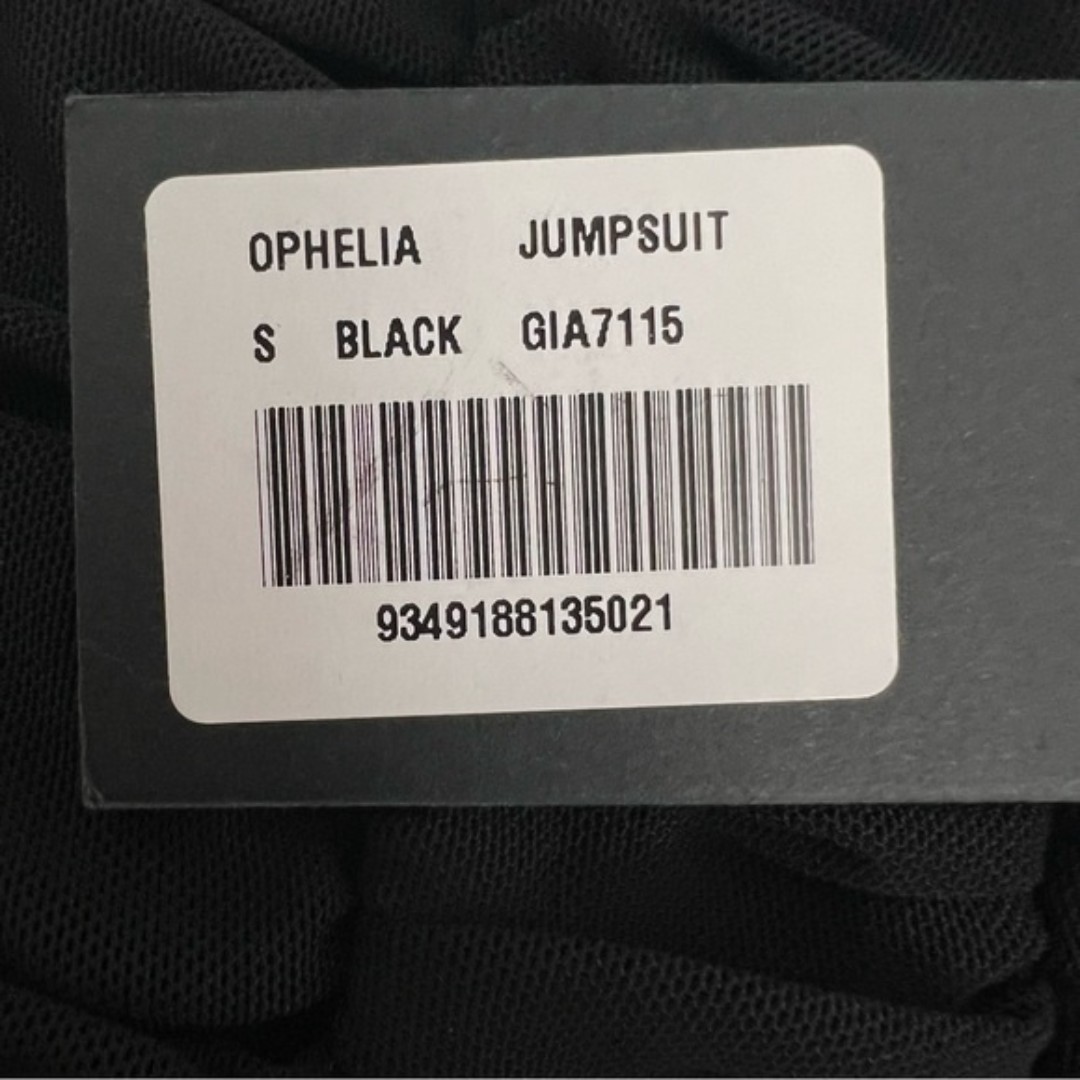 OPHELIA JUMPSUIT
S BLACK GIA7115
9349188135021